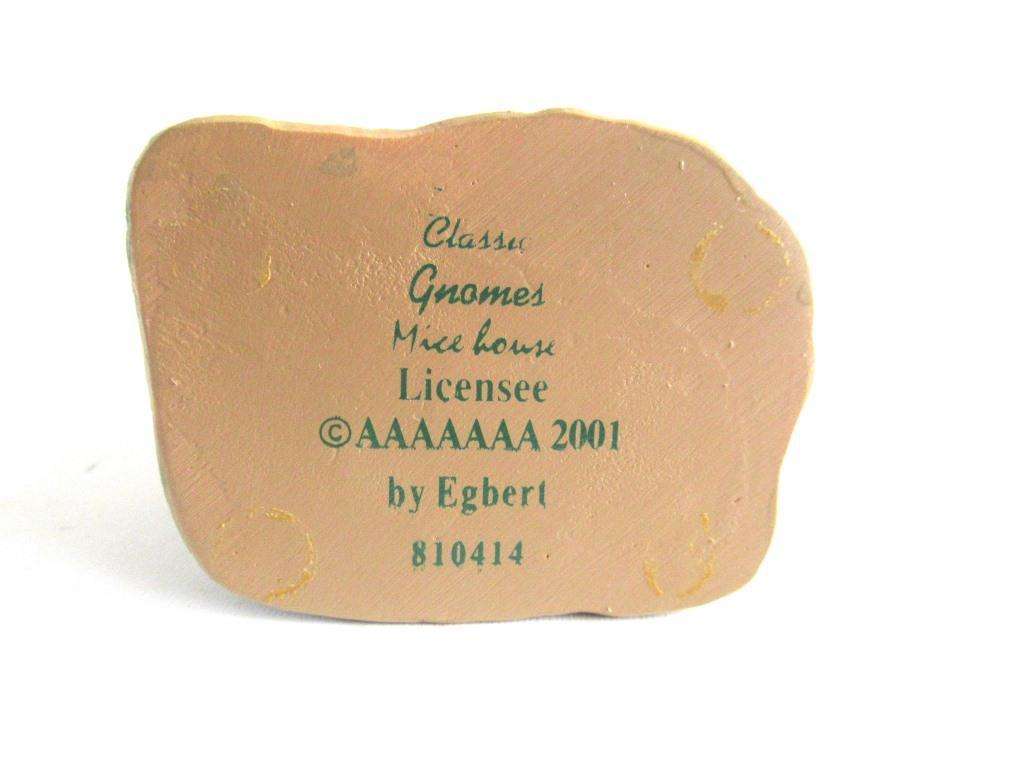 Classic
Gnomes
Mice house
Licensee
©AAAAAAA 2001
by Egbert
810414